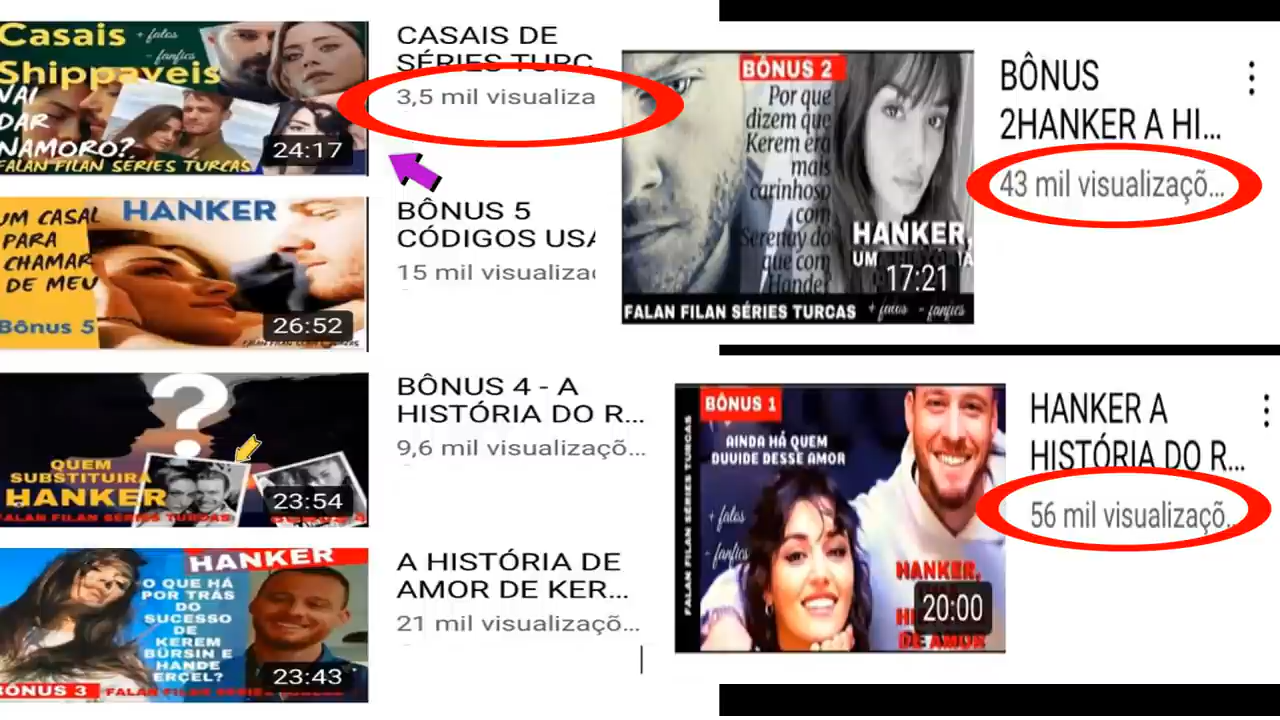 Casais + fatos
- fanfics
Shippaveis
VAI
DAR
NAMORO?
24:17
FALAN FILAN SÉRIES TURCAS
CASAIS DE
SÉRIES TURC
3,5 mil visualiza
UM CASAL
PARA
CHAMAR
DE MEU
HANKER
Bônus 5
26:52
BÔNUS 5
CÓDIGOS USA
15 mil visualizaç
?
QUEM
SUBSTITUIRÁ
HANKER
23:54
FALAN FILAN SÉRIES TURCAS
BÔNUS 4 - A
HISTÓRIA DO R...
9,6 mil visualizaçõ...
HANKER
O QUE HÁ
POR TRÁS
DO
SUCESSO
DE
KEREM
BÜRSIN E
HANDE
ERÇEL?
23:43
BÔNUS 3 FALAN FILAN SÉRIES TURCAS
A HISTÓRIA DE
AMOR DE KER...
21 mil visualizaçõ...
BÔNUS 2
Por que
dizem que
Kerem era
mais
carinhoso
com
Serenay do
que com
Hande?
HANKER,
UMA HISTÓRIA
17:21
FALAN FILAN SÉRIES TURCAS + fatos - fanfics
BÔNUS
2HANKER A HI...
43 mil visualizaçõ...
BÔNUS 1
AINDA HÁ QUEM
DUVIDE DESSE AMOR
FALAN FILAN SÉRIES TURCAS
+ fatos
- fanfics
HANKER,
20:00
DE AMOR
HANKER A
HISTÓRIA DO R...
56 mil visualizaçõ...